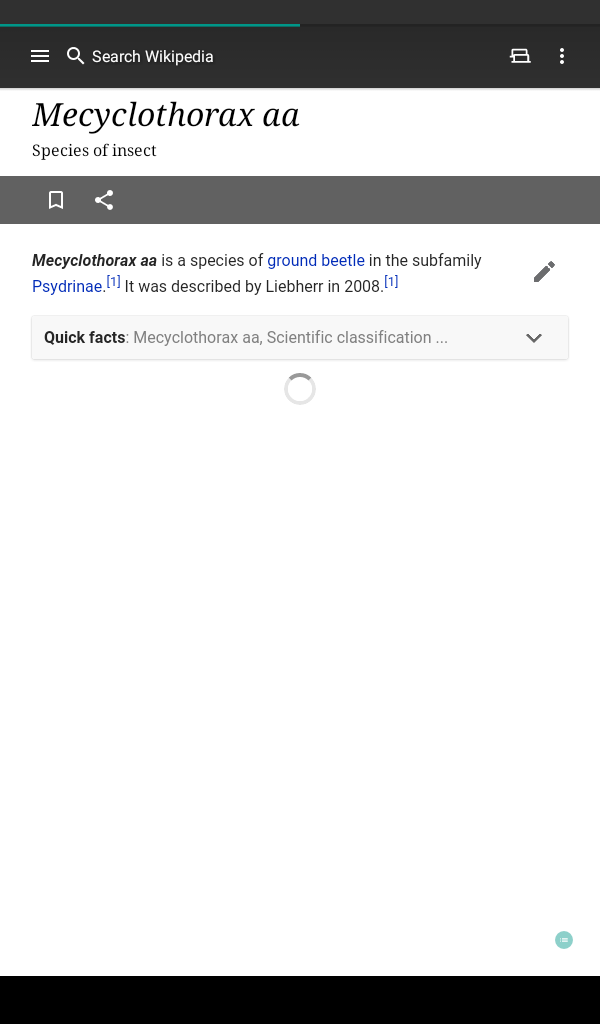 Search Wikipedia
Mecyclothorax aa
Species of insect
Mecyclothorax aa is a species of ground beetle in the subfamily
Psydrinae.[1] It was described by Liebherr in 2008.[1]
Quick facts: Mecyclothorax aa, Scientific classification ...